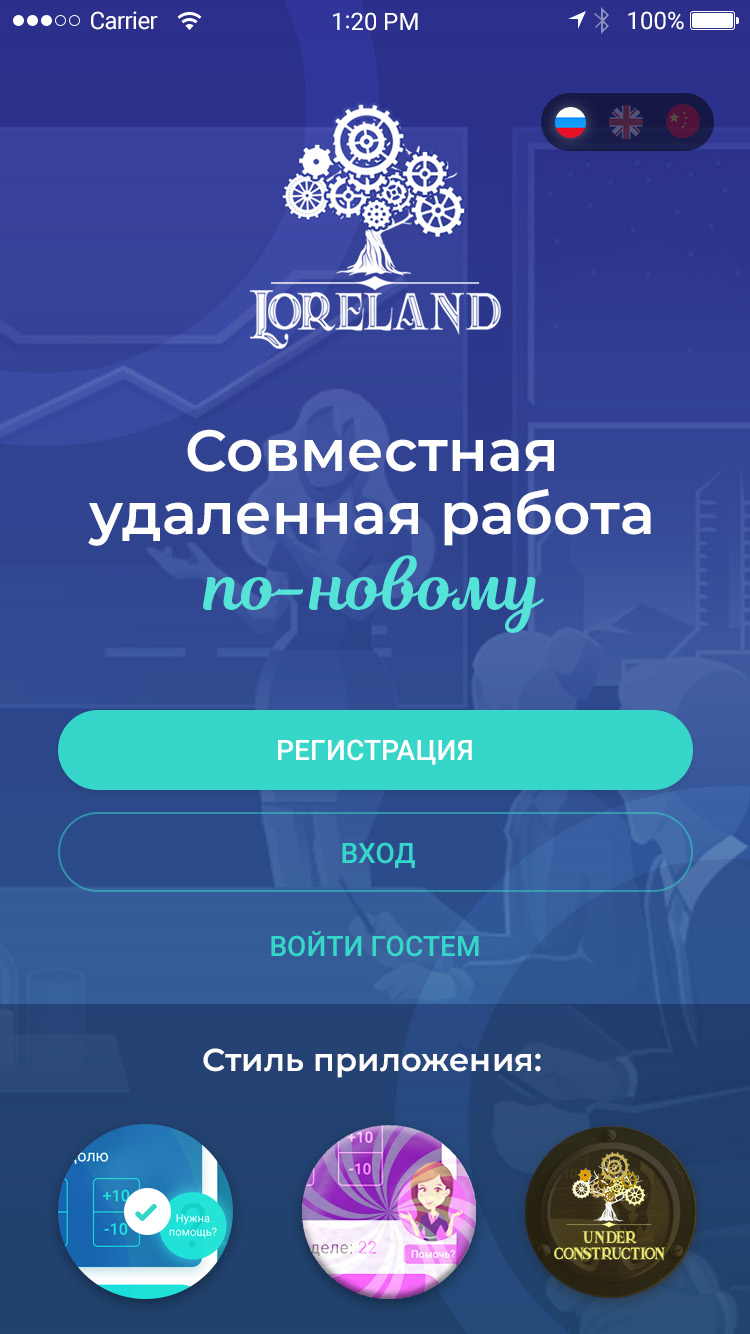 Carrier 1:20 PM 100%
LORELAND
Совместная
удаленная работа
по-новому
РЕГИСТРАЦИЯ
ВХОД
ВОЙТИ ГОСТЕМ
Стиль приложения:
+10
-10
Нужна
помощь?
+10
-10
деле: 22
Помочь?
UNDER
CONSTRUCTION